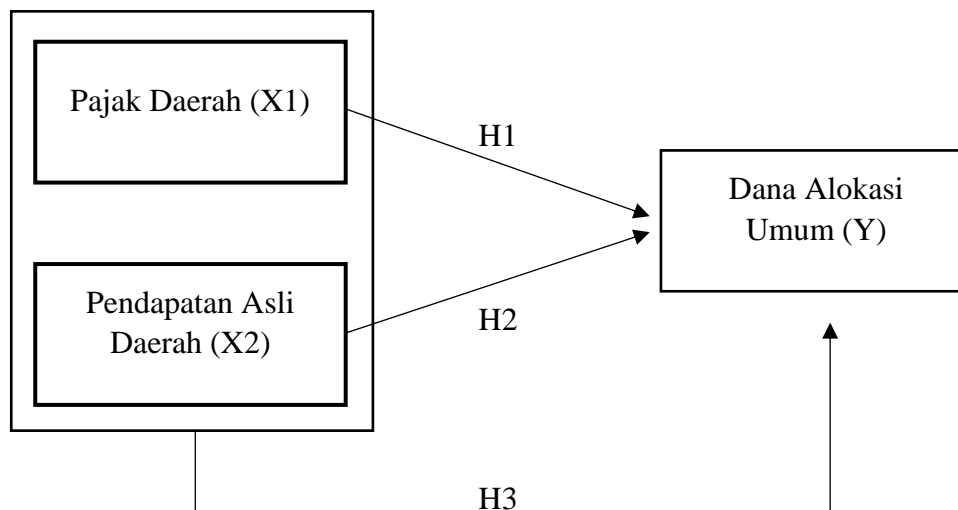 Pajak Daerah (X1)
H1
Dana Alokasi
Umum (Y)
Pendapatan Asli
Daerah (X2)
H2
H3